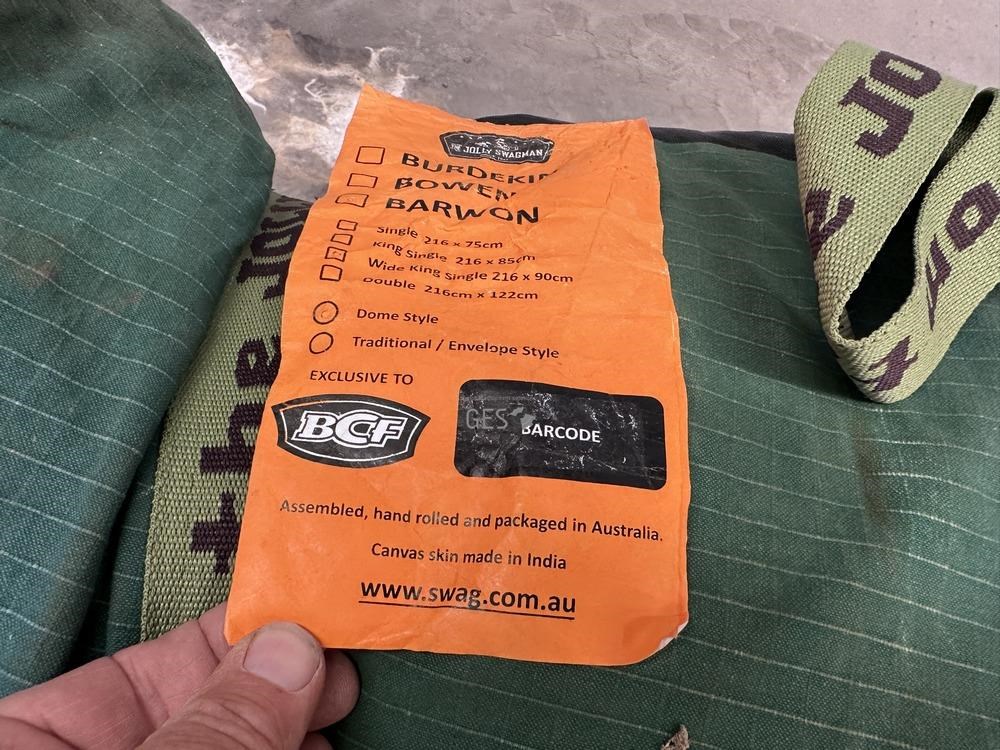 THE JOLLY SWAGMAN
BURDEKIN
BOWEN
BARWON
Single 216 x 75cm
King Single 216 x 85cm
Wide King Single 216 x 90cm
Double 216cm x 122cm
Dome Style
Traditional / Envelope Style
EXCLUSIVE TO
BCF
GES
BARCODE
Assembled, hand rolled and packaged in Australia.
Canvas skin made in India
www.swag.com.au
the Jolly
JO